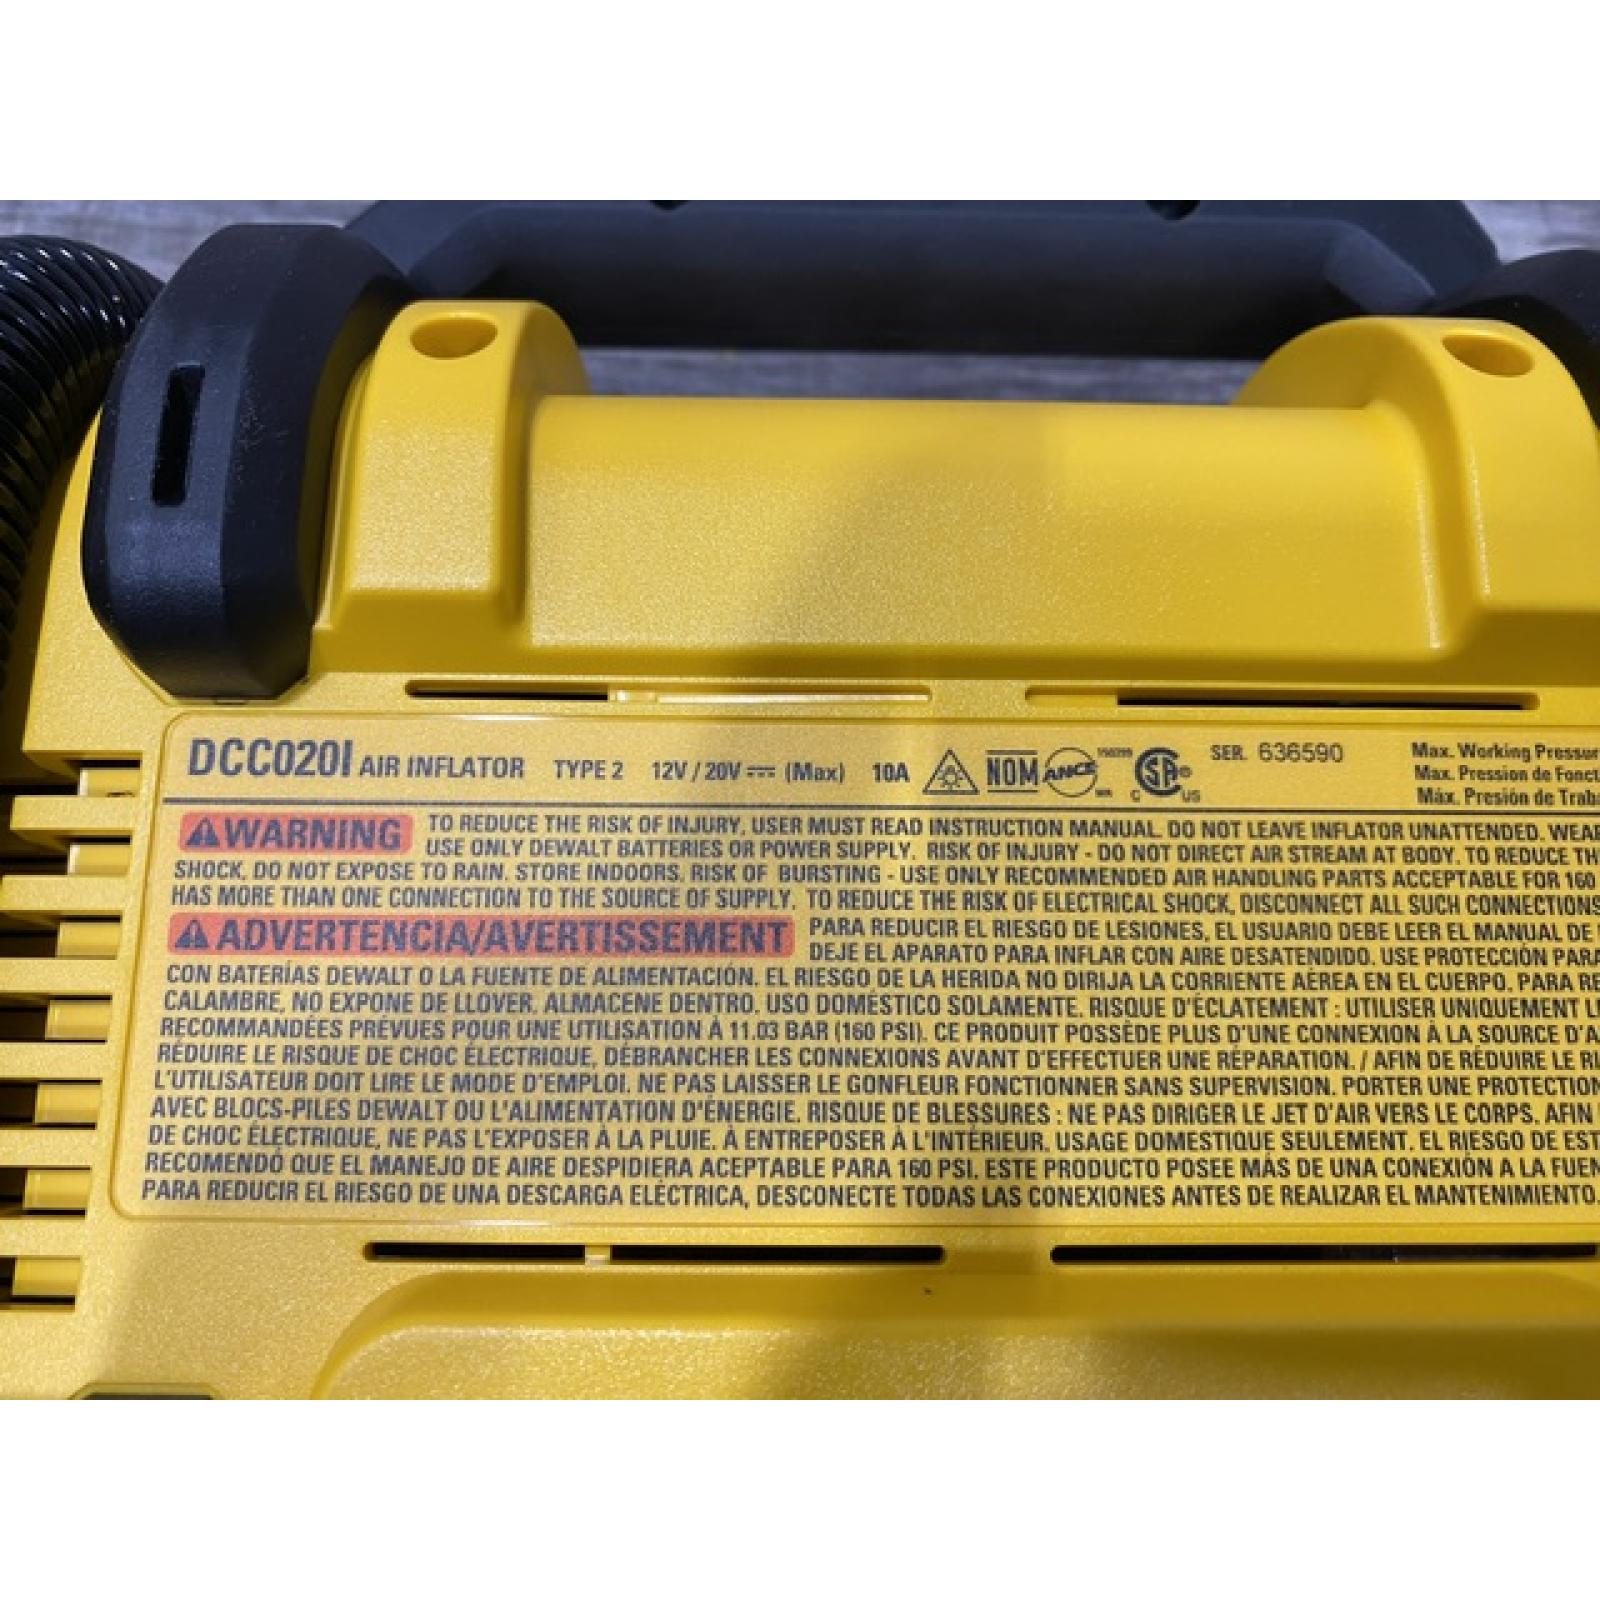 DCC020I AIR INFLATOR TYPE 2 12V / 20V (Max) 10A NOM ANCE SA C US SER. 636590 Max. Working Pressur
Max. Pression de Fonct
Máx. Presión de Traba
WARNING TO REDUCE THE RISK OF INJURY, USER MUST READ INSTRUCTION MANUAL. DO NOT LEAVE INFLATOR UNATTENDED. WEAR
USE ONLY DEWALT BATTERIES OR POWER SUPPLY. RISK OF INJURY - DO NOT DIRECT AIR STREAM AT BODY. TO REDUCE TH
SHOCK, DO NOT EXPOSE TO RAIN. STORE INDOORS. RISK OF BURSTING - USE ONLY RECOMMENDED AIR HANDLING PARTS ACCEPTABLE FOR 160
HAS MORE THAN ONE CONNECTION TO THE SOURCE OF SUPPLY. TO REDUCE THE RISK OF ELECTRICAL SHOCK, DISCONNECT ALL SUCH CONNECTIONS
ADVERTENCIA/AVERTISSEMENT PARA REDUCIR EL RIESGO DE LESIONES, EL USUARIO DEBE LEER EL MANUAL DE
DEJE EL APARATO PARA INFLAR CON AIRE DESATENDIDO. USE PROTECCIÓN PARA
CON BATERÍAS DEWALT O LA FUENTE DE ALIMENTACIÓN. EL RIESGO DE LA HERIDA NO DIRIJA LA CORRIENTE AÉREA EN EL CUERPO. PARA RE
CALAMBRE, NO EXPONE DE LLOVER, ALMACENE DENTRO. USO DOMÉSTICO SOLAMENTE. RISQUE D'ÉCLATEMENT : UTILISER UNIQUEMENT L
RECOMMANDÉES PRÉVUES POUR UNE UTILISATION À 11.03 BAR (160 PSI). CE PRODUIT POSSÈDE PLUS D'UNE CONNEXION À LA SOURCE D'A
RÉDUIRE LE RISQUE DE CHOC ÉLECTRIQUE, DÉBRANCHER LES CONNEXIONS AVANT D'EFFECTUER UNE RÉPARATION. / AFIN DE RÉDUIRE LE RI
L'UTILISATEUR DOIT LIRE LE MODE D'EMPLOI. NE PAS LAISSER LE GONFLEUR FONCTIONNER SANS SUPERVISION. PORTER UNE PROTECTION
AVEC BLOCS-PILES DEWALT OU L'ALIMENTATION D'ÉNERGIE. RISQUE DE BLESSURES : NE PAS DIRIGER LE JET D'AIR VERS LE CORPS. AFIN
DE CHOC ÉLECTRIQUE, NE PAS L'EXPOSER À LA PLUIE. À ENTREPOSER À L'INTÉRIEUR. USAGE DOMESTIQUE SEULEMENT. EL RIESGO DE EST
RECOMENDÓ QUE EL MANEJO DE AIRE DESPIDIERA ACEPTABLE PARA 160 PSI. ESTE PRODUCTO POSEE MÁS DE UNA CONEXIÓN A LA FUEN
PARA REDUCIR EL RIESGO DE UNA DESCARGA ELÉCTRICA, DESCONECTE TODAS LAS CONEXIONES ANTES DE REALIZAR EL MANTENIMIENTO.